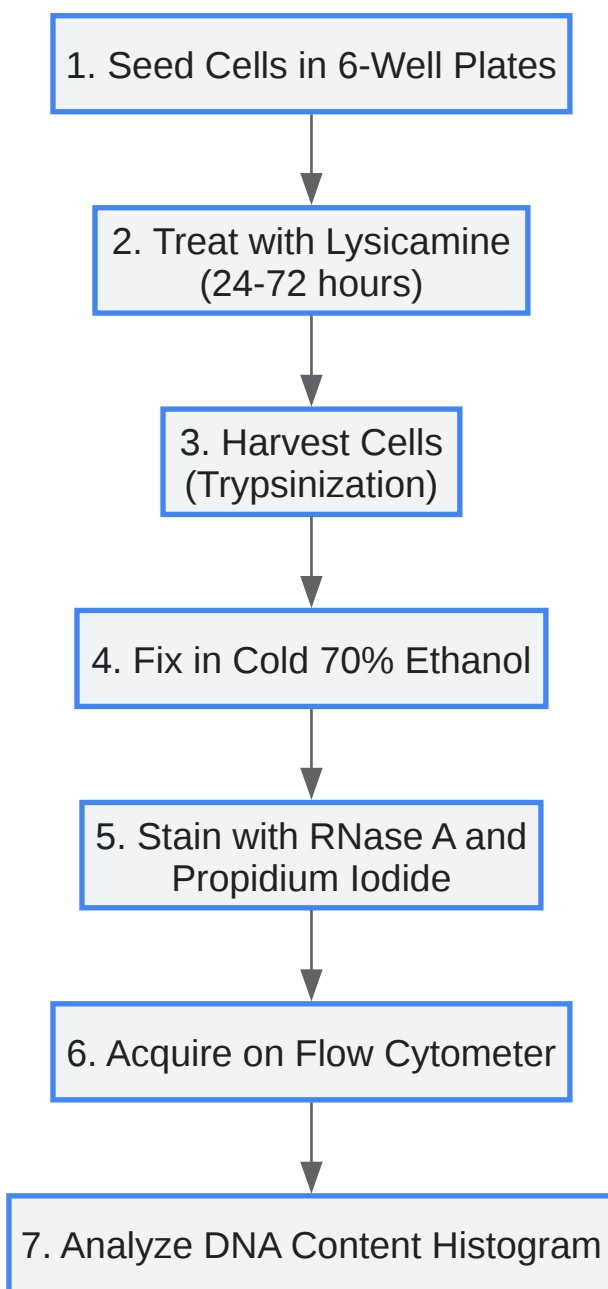 1. Seed Cells in 6-Well Plates
2. Treat with Lysicamine
(24-72 hours)
3. Harvest Cells
(Trypsinization)
4. Fix in Cold 70% Ethanol
5. Stain with RNase A and
Propidium Iodide
6. Acquire on Flow Cytometer
7. Analyze DNA Content Histogram